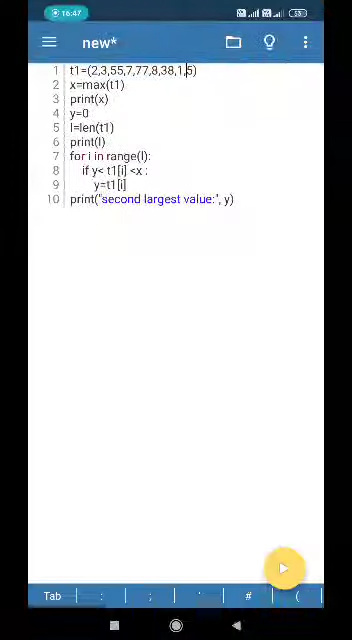 16:47
55
new*
1 t1=(2,3,55,7,77,8,38,1,5)
2 x=max(t1)
3 print(x)
4 y=0
5 l=len(t1)
6 print(l)
7 for i in range(l):
8 if y< t1[i] <x :
9 y=t1[i]
10 print("second largest value:", y)
Tab : ; ' # (